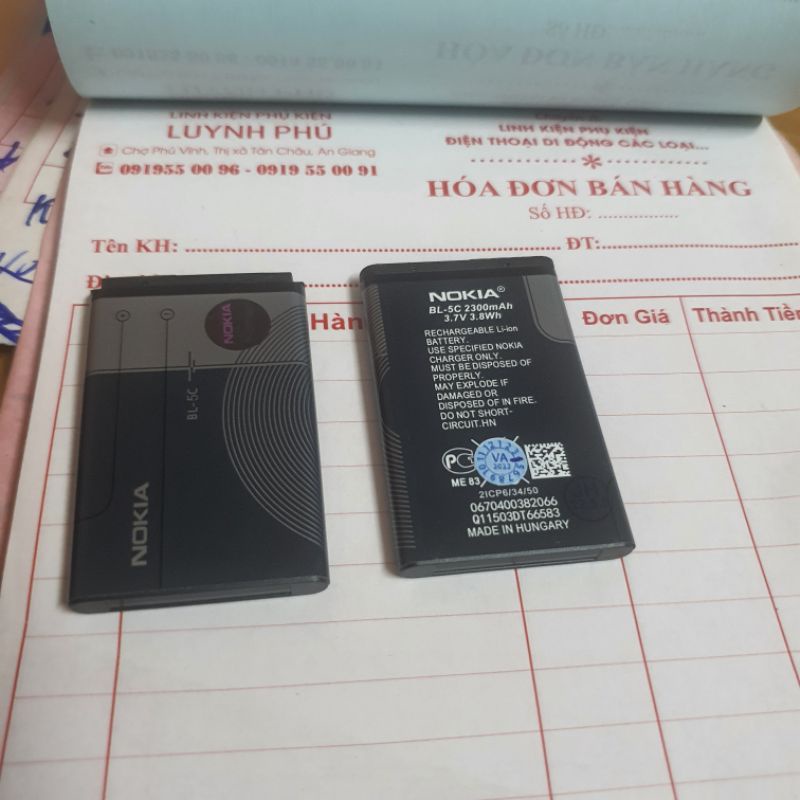 LINH KIỆN PHỤ KIỆN
LUYNH PHÚ
Chợ Phú Vĩnh, Thị xã Tân Châu, An Giang
091955 00 96 - 0919 55 00 91
LINH KIỆN PHỤ KIỆN
ĐIỆN THOẠI DI ĐỘNG CÁC LOẠI...
HÓA ĐƠN BÁN HÀNG
Số HĐ: ................
Tên KH: ........................ ĐT:........................
Hàn
Đơn Giá
Thành Tiền
NOKIA
BL-5C
NOKIA
NOKIA®
BL-5C 2300mAh
3.7V 3.8Wh
RECHARGEABLE Li-ion
BATTERY.
USE SPECIFIED NOKIA
CHARGER ONLY.
MUST BE DISPOSED OF
PROPERLY.
MAY EXPLODE IF
DAMAGED OR
DISPOSED OF IN FIRE.
DO NOT SHORT-
CIRCUIT.HN
VA
2023
ME 83
2ICP6/34/50
0670400382066
Q11503DT66583
MADE IN HUNGARY